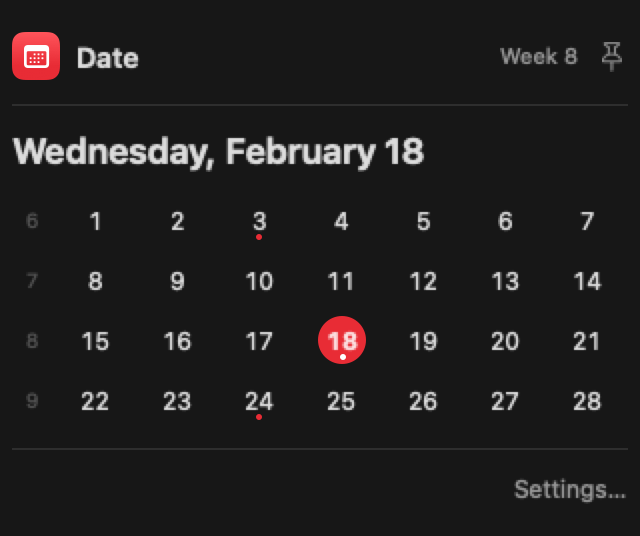 Date Week 8
Wednesday, February 18
6 1 2 3 4 5 6 7
7 8 9 10 11 12 13 14
8 15 16 17 18 19 20 21
9 22 23 24 25 26 27 28
Settings...